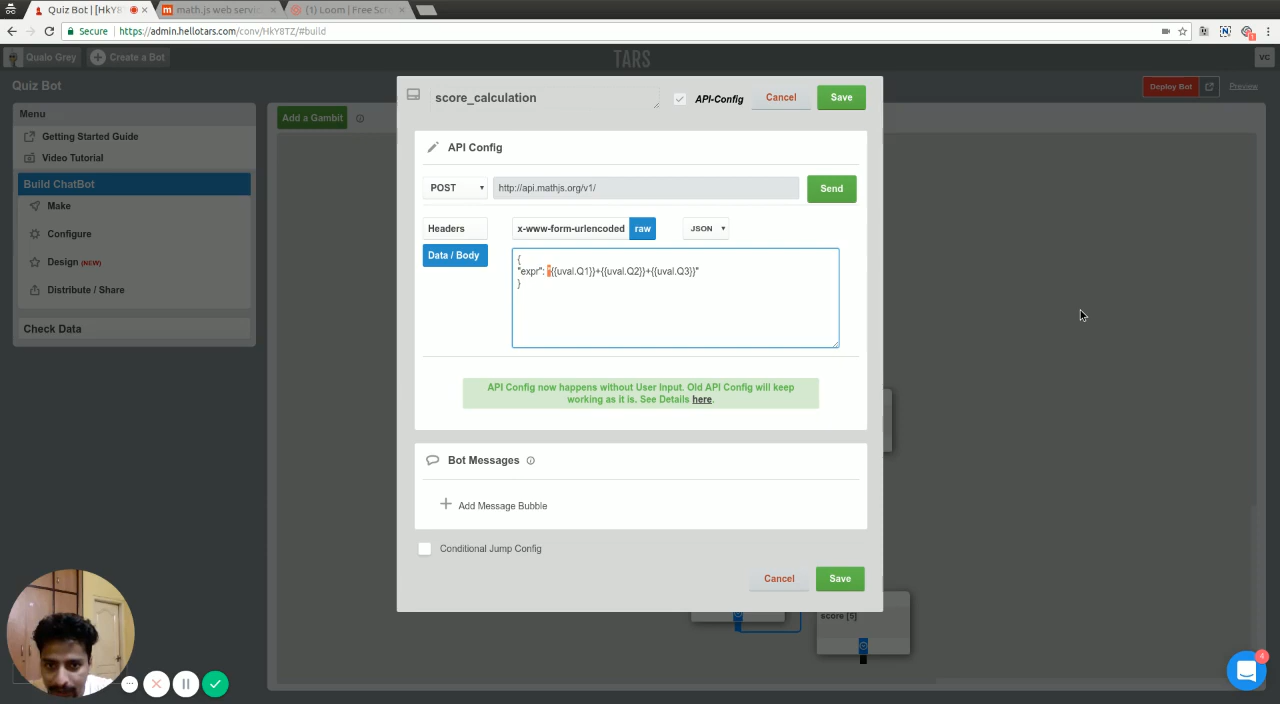 Quiz Bot | [HkY8
math.js web servic
(1) Loom | Free Scr
Secure
https://admin.hellotars.com/conv/HkY8TZ/#build
1
Qualo Grey
Create a Bot
TARS
VC
Quiz Bot
Deploy Bot
Preview
Menu
Getting Started Guide
Video Tutorial
Build ChatBot
Make
Configure
Design (NEW)
Distribute / Share
Check Data
Add a Gambit
score_calculation
API-Config
Cancel
Save
API Config
POST
http://api.mathjs.org/v1/
Send
Headers
x-www-form-urlencoded
raw
JSON
Data / Body
{
"expr": "{{uval.Q1}}+{{uval.Q2}}+{{uval.Q3}}"
}
API Config now happens without User Input. Old API Config will keep
working as it is. See Details here.
Bot Messages
Add Message Bubble
Conditional Jump Config
Cancel
Save
score [5]
4